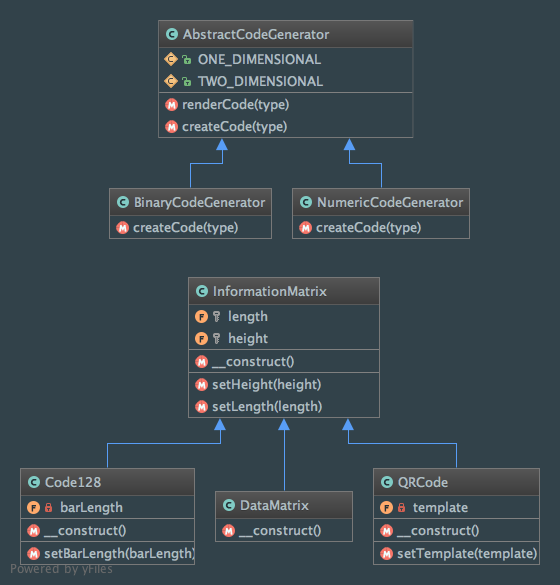 AbstractCodeGenerator
ONE_DIMENSIONAL
TWO_DIMENSIONAL
renderCode(type)
createCode(type)
BinaryCodeGenerator
createCode(type)
NumericCodeGenerator
createCode(type)
InformationMatrix
length
height
__construct()
setHeight(height)
setLength(length)
Code128
barLength
__construct()
setBarLength(barLength)
DataMatrix
__construct()
QRCode
template
__construct()
setTemplate(template)
Powered by yFiles